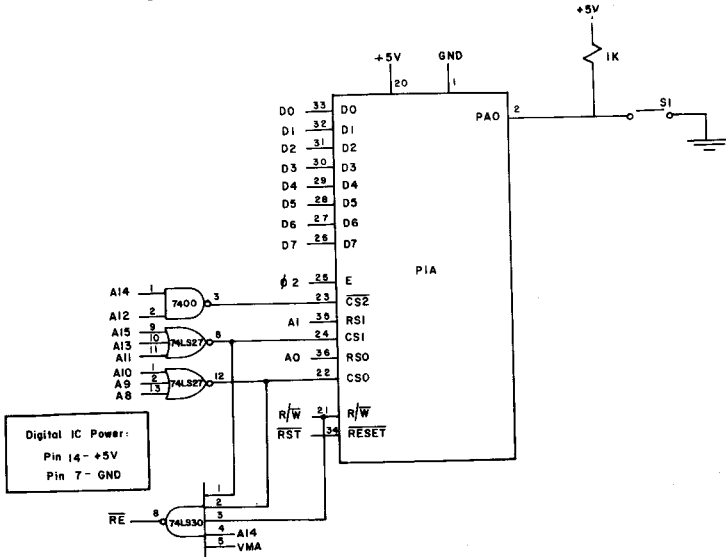 +5V
1K
+5V
GND
20
1
D0 33 D0
D1 32 D1
D2 31 D2
D3 30 D3
D4 29 D4
D5 28 D5
D6 27 D6
D7 26 D7
PA0 2
S1
PIA
ϕ2 25 E
A14 1
7400 3
A12 2
23 CS2
A1 35 RS1
A15 9
A13 10
A11 11
74LS27 8
24 CS1
A0 36 RS0
A10 1
A9 2
A8 13
74LS27 12
22 CS0
R/W 21 R/W
RST 34 RESET
Digital IC Power:
Pin 14 - +5V
Pin 7 - GND
1
2
RE 8 74LS30 3
4 A14
5 VMA